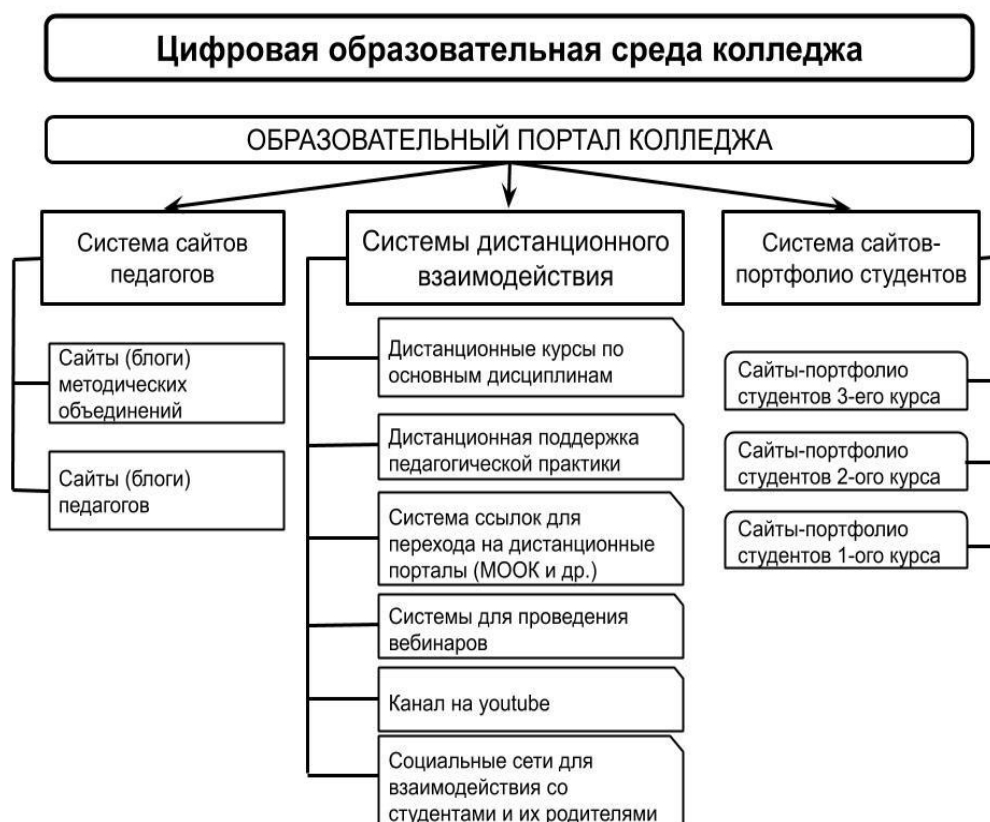 Цифровая образовательная среда колледжа
ОБРАЗОВАТЕЛЬНЫЙ ПОРТАЛ КОЛЛЕДЖА
Система сайтов
педагогов
Сайты (блоги)
методических
объединений
Сайты (блоги)
педагогов
Системы дистанционного
взаимодействия
Дистанционные курсы по
основным дисциплинам
Дистанционная поддержка
педагогической практики
Система ссылок для
перехода на дистанционные
порталы (МООК и др.)
Системы для проведения
вебинаров
Канал на youtube
Социальные сети для
взаимодействия со
студентами и их родителями
Система сайтов-
портфолио студентов
Сайты-портфолио
студентов 3-его курса
Сайты-портфолио
студентов 2-ого курса
Сайты-портфолио
студентов 1-ого курса